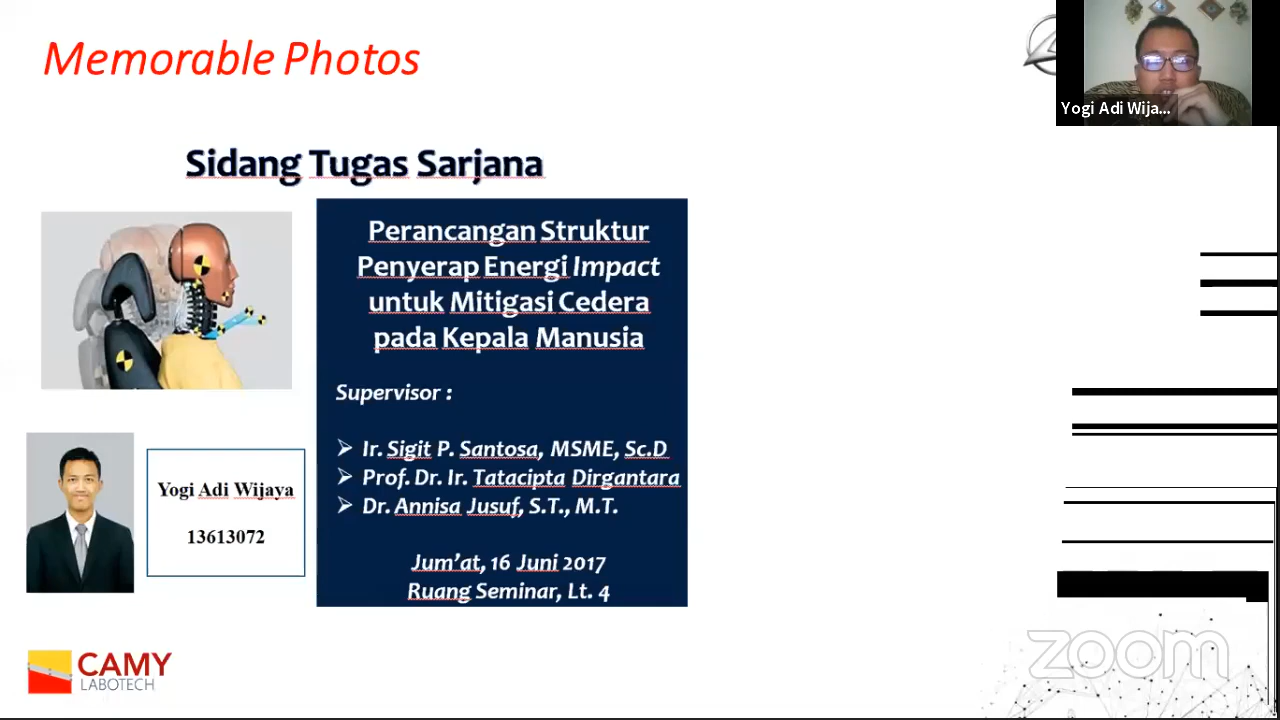 Memorable Photos
Yogi Adi Wija...
Sidang Tugas Sarjana
Perancangan Struktur
Penyerap Energi Impact
untuk Mitigasi Cedera
pada Kepala Manusia
Supervisor :
Ir. Sigit P. Santosa, MSME, Sc.D
Prof. Dr. Ir. Tatacipta Dirgantara
Dr. Annisa Jusuf, S.T., M.T.
Jum'at, 16 Juni 2017
Ruang Seminar, Lt. 4
Yogi Adi Wijaya
13613072
CAMY
LABOTECH
zoom